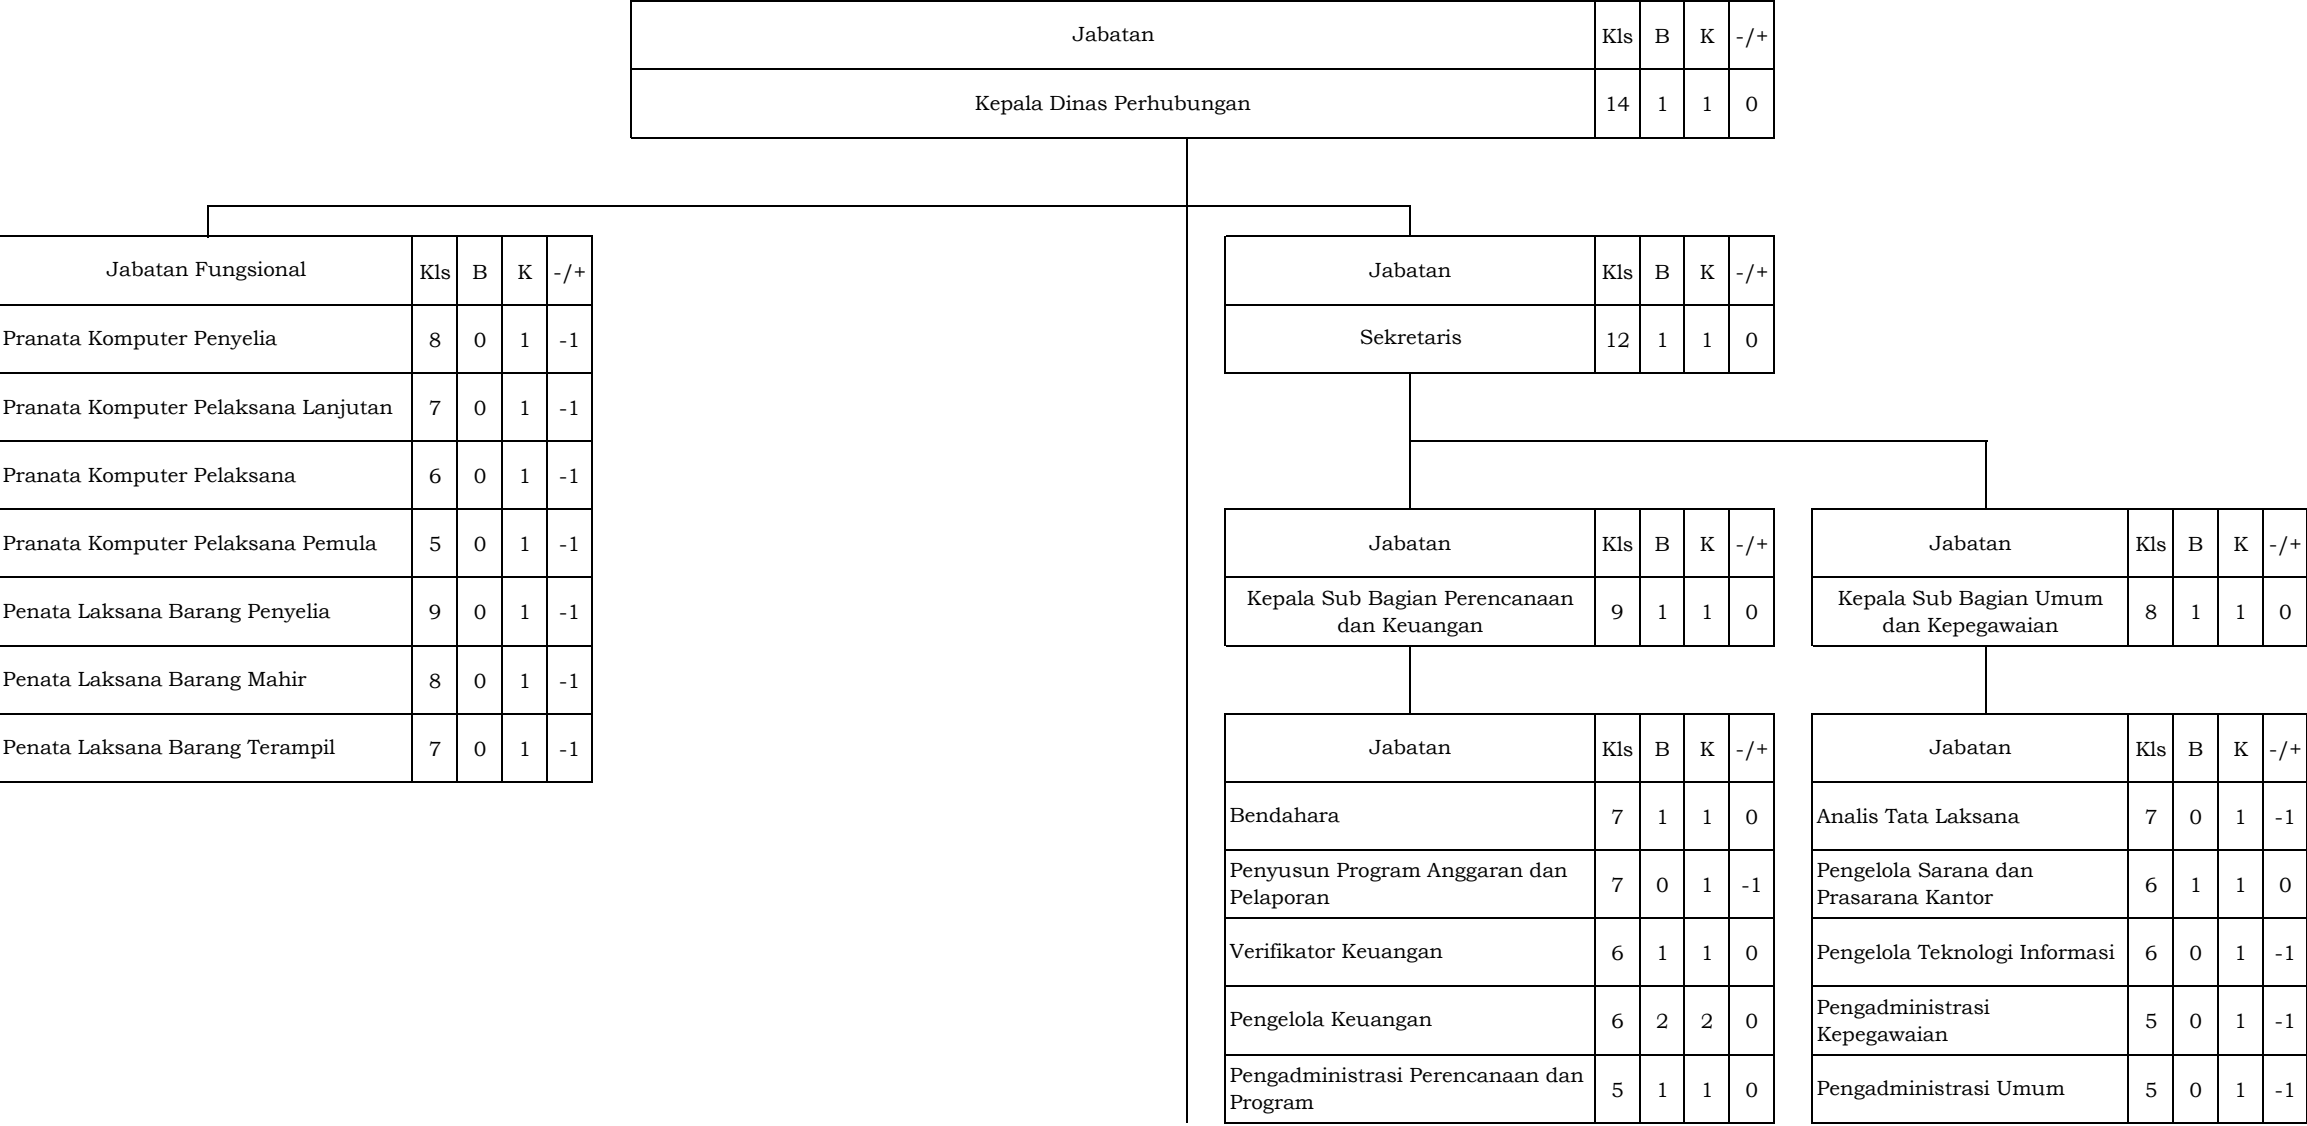 Jabatan Kls B K -/+
Kepala Dinas Perhubungan 14 1 1 0
Jabatan Fungsional Kls B K -/+
Pranata Komputer Penyelia 8 0 1 -1
Pranata Komputer Pelaksana Lanjutan 7 0 1 -1
Pranata Komputer Pelaksana 6 0 1 -1
Pranata Komputer Pelaksana Pemula 5 0 1 -1
Penata Laksana Barang Penyelia 9 0 1 -1
Penata Laksana Barang Mahir 8 0 1 -1
Penata Laksana Barang Terampil 7 0 1 -1
Jabatan Kls B K -/+
Sekretaris 12 1 1 0
Jabatan Kls B K -/+
Kepala Sub Bagian Perencanaan
dan Keuangan 9 1 1 0
Jabatan Kls B K -/+
Bendahara 7 1 1 0
Penyusun Program Anggaran dan
Pelaporan 7 0 1 -1
Verifikator Keuangan 6 1 1 0
Pengelola Keuangan 6 2 2 0
Pengadministrasi Perencanaan dan
Program 5 1 1 0
Jabatan Kls B K -/+
Kepala Sub Bagian Umum
dan Kepegawaian 8 1 1 0
Jabatan Kls B K -/+
Analis Tata Laksana 7 0 1 -1
Pengelola Sarana dan
Prasarana Kantor 6 1 1 0
Pengelola Teknologi Informasi 6 0 1 -1
Pengadministrasi
Kepegawaian 5 0 1 -1
Pengadministrasi Umum 5 0 1 -1